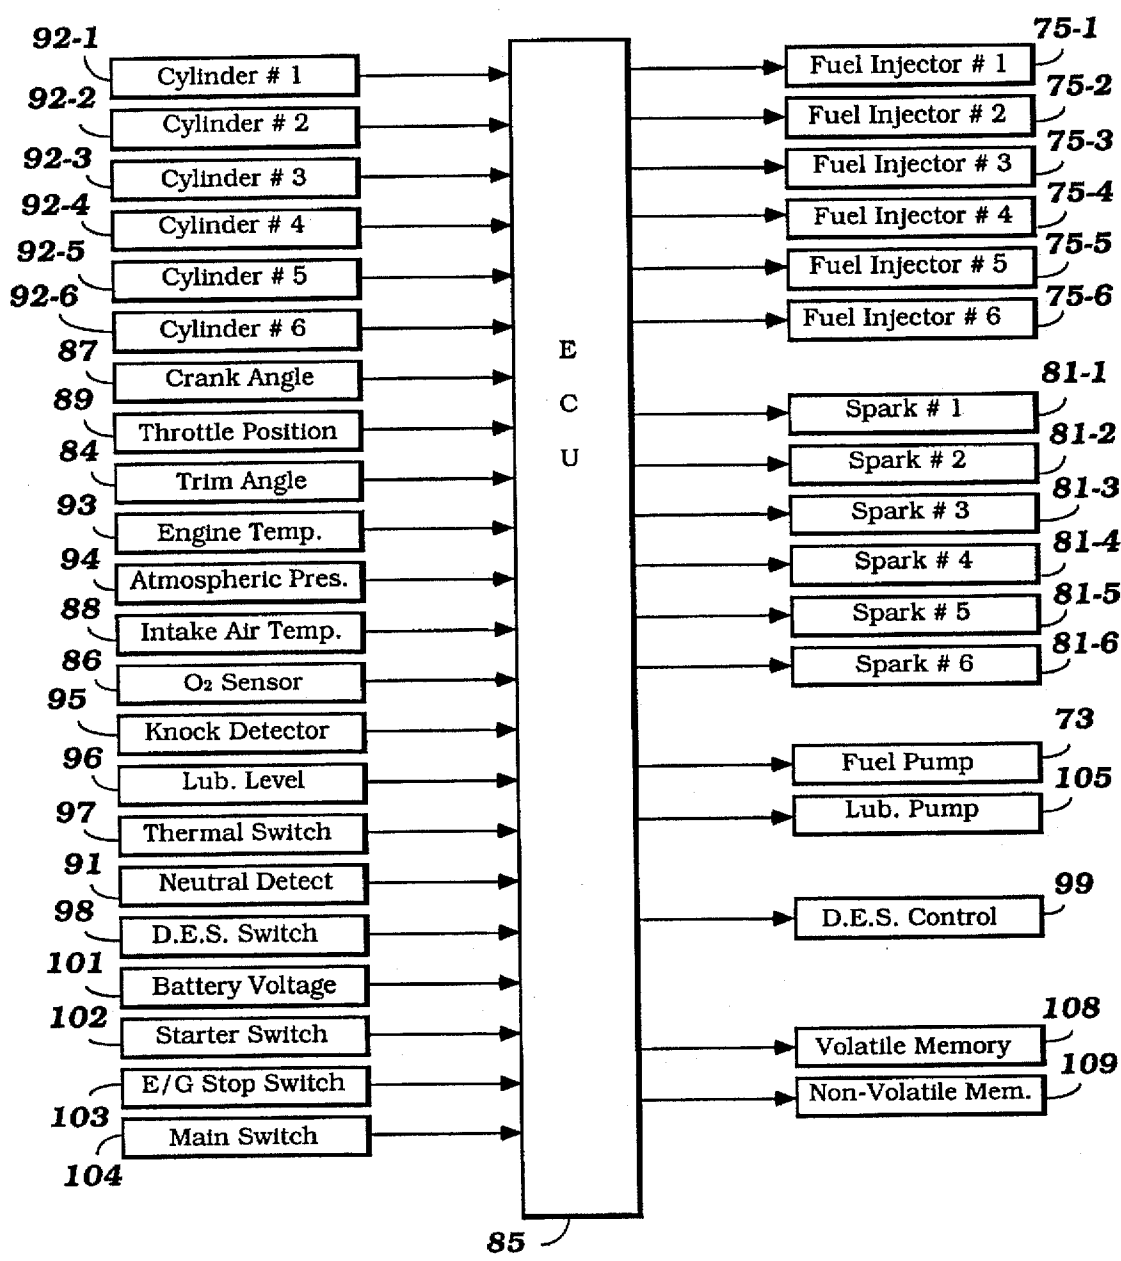 92-1
Cylinder # 1
92-2
Cylinder # 2
92-3
Cylinder # 3
92-4
Cylinder # 4
92-5
Cylinder # 5
92-6
Cylinder # 6
87
Crank Angle
89
Throttle Position
84
Trim Angle
93
Engine Temp.
94
Atmospheric Pres.
88
Intake Air Temp.
86
O2 Sensor
95
Knock Detector
96
Lub. Level
97
Thermal Switch
91
Neutral Detect
98
D.E.S. Switch
101
Battery Voltage
102
Starter Switch
E/G Stop Switch
103
Main Switch
104
E
C
U
85
75-1
Fuel Injector # 1
75-2
Fuel Injector # 2
75-3
Fuel Injector # 3
75-4
Fuel Injector # 4
75-5
Fuel Injector # 5
75-6
Fuel Injector # 6
81-1
Spark # 1
81-2
Spark # 2
81-3
Spark # 3
81-4
Spark # 4
81-5
Spark # 5
81-6
Spark # 6
73
Fuel Pump
105
Lub. Pump
99
D.E.S. Control
108
Volatile Memory
109
Non-Volatile Mem.